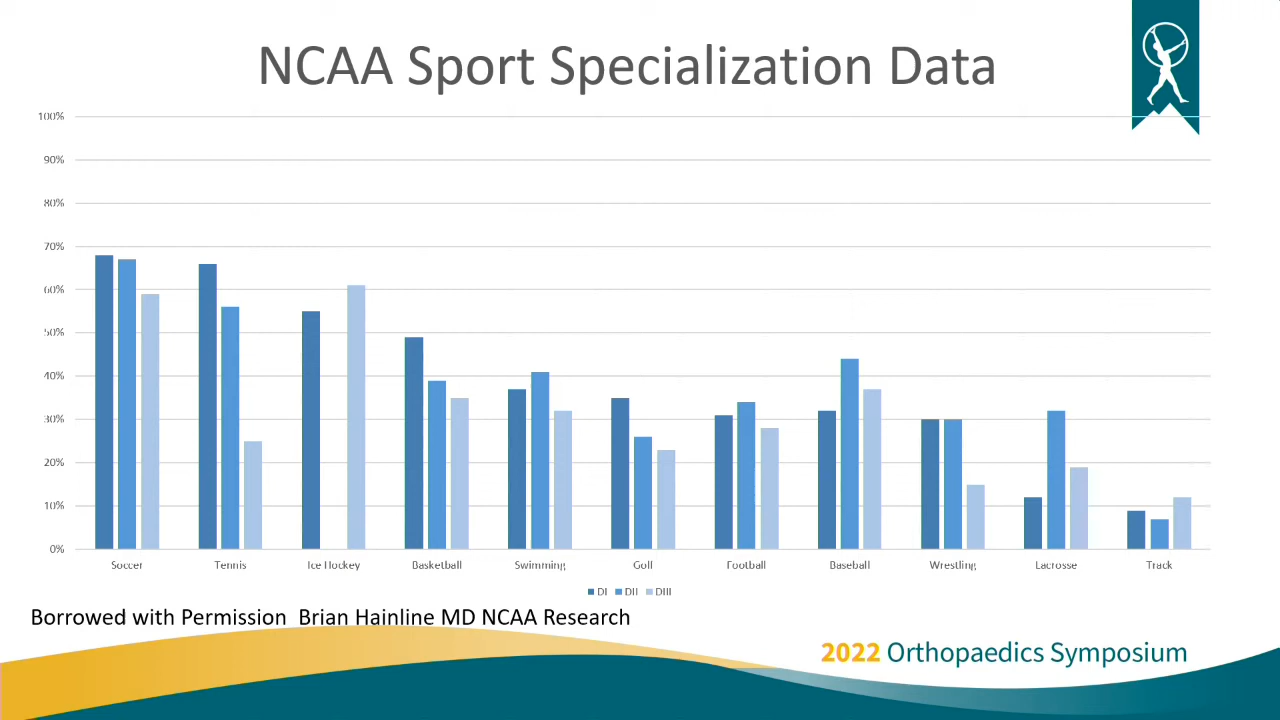 NCAA Sport Specialization Data
100%
90%
80%
70%
60%
50%
40%
30%
20%
10%
0%
Soccer Tennis Ice Hockey Basketball Swimming Golf Football Baseball Wrestling Lacrosse Track
DI DII DIII
Borrowed with Permission Brian Hainline MD NCAA Research
2022 Orthopaedics Symposium